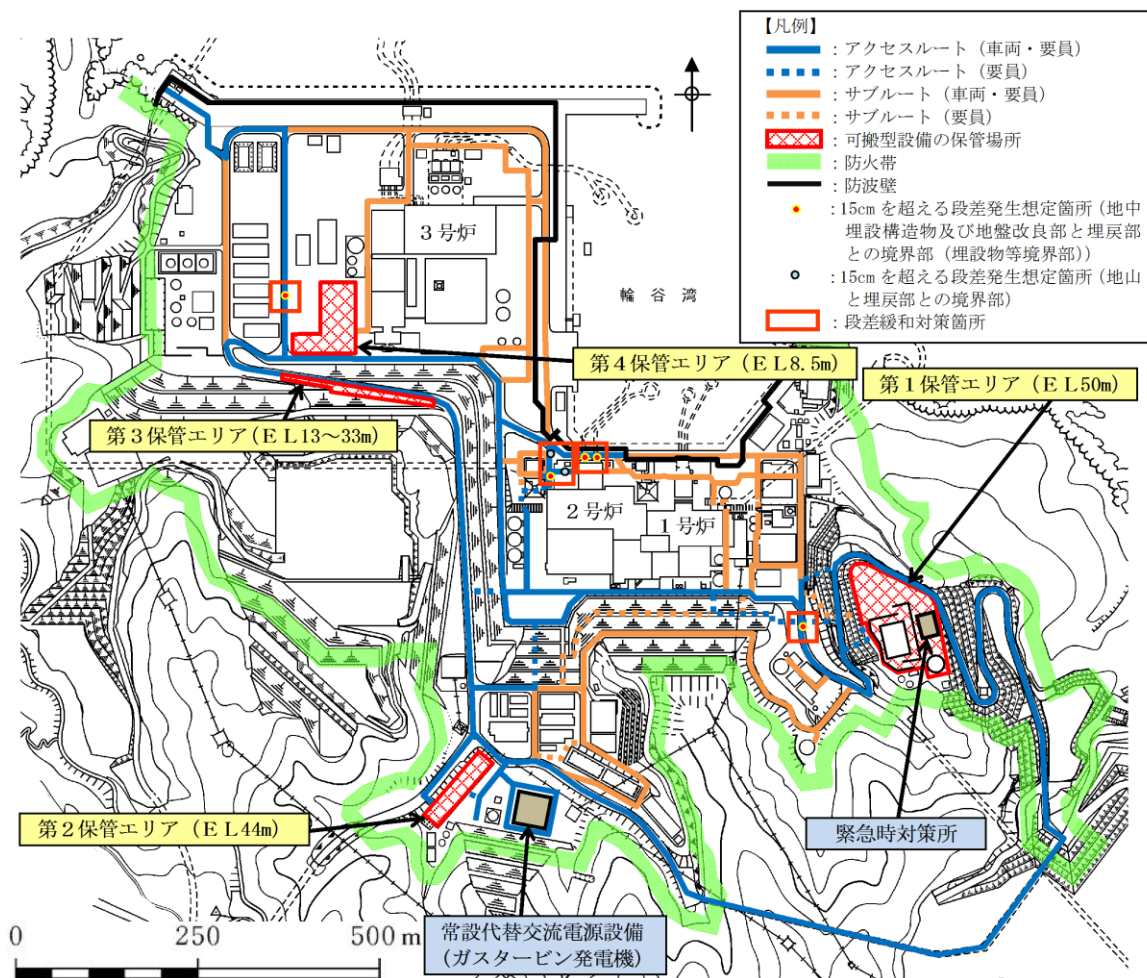 【凡例】
：アクセスルート（車両・要員）
：アクセスルート（要員）
：サブルート（車両・要員）
：サブルート（要員）
：可搬型設備の保管場所
：防火帯
：防波壁
：15cmを超える段差発生想定箇所（地中
埋設構造物及び地盤改良部と埋戻部
との境界部（埋設物等境界部））
：15cmを超える段差発生想定箇所（地山
と埋戻部との境界部）
：段差緩和対策箇所
３号炉
輪谷湾
第４保管エリア（ＥＬ8.5m）
第１保管エリア（ＥＬ50m）
第３保管エリア（ＥＬ13～33m）
２号炉
１号炉
第２保管エリア（ＥＬ44m）
緊急時対策所
常設代替交流電源設備
（ガスタービン発電機）
0
250
500 m